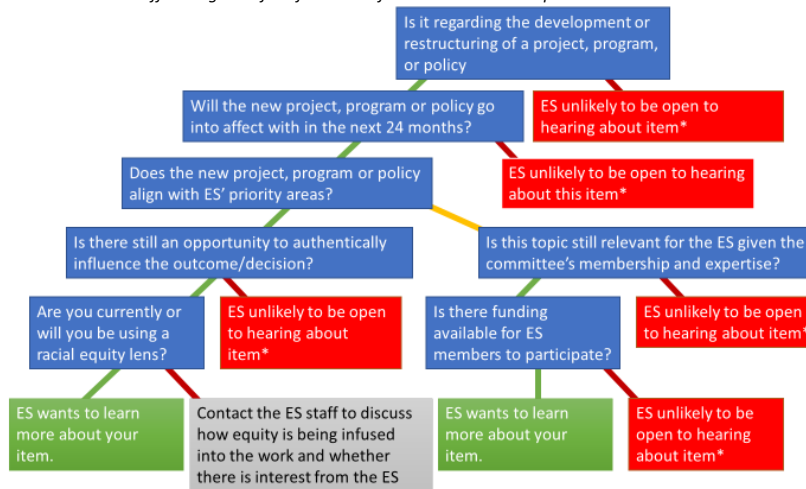 Is it regarding the development or
restructuring of a project, program,
or policy
Will the new project, program or policy go
into affect with in the next 24 months?
ES unlikely to be open to
hearing about item*
Does the new project, program or policy
align with ES' priority areas?
ES unlikely to be open to hearing
about this item*
Is there still an opportunity to authentically
influence the outcome/decision?
Is this topic still relevant for the ES given the
committee's membership and expertise?
Are you currently or
will you be using a
racial equity lens?
ES unlikely to be open
to hearing about
item*
Is there funding
available for ES
members to participate?
ES unlikely to be open
to hearing about item*
ES wants to learn
more about your
item.
Contact the ES staff to discuss
how equity is being infused
into the work and whether
there is interest from the ES
ES wants to learn
more about your
item.
ES unlikely to be
open to hearing
about item*